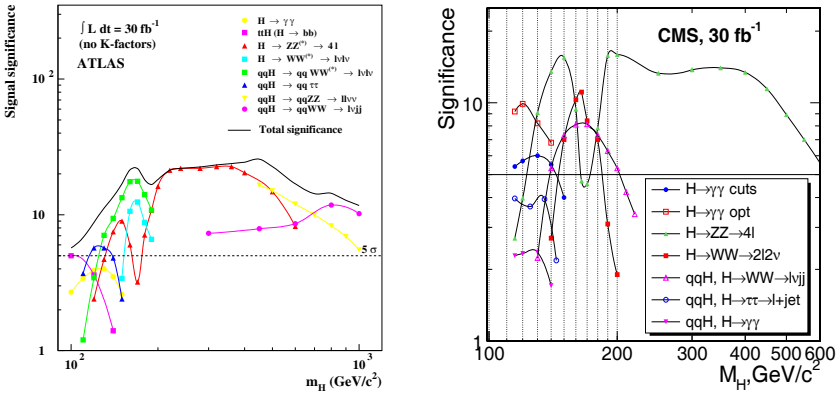 ∫ L dt = 30 fb⁻¹
(no K-factors)
ATLAS
H → γγ
ttH (H → bb)
H → ZZ⁽*⁾ → 4l
H → WW⁽*⁾ → lνlν
qqH → qq WW⁽*⁾ → lνlν
qqH → qq ττ
qqH → qqZZ → llνν
qqH → qqWW → lνjj
Total significance
Signal significance
10²
10
1
5 σ
10²
10³
m_H (GeV/c²)
CMS, 30 fb⁻¹
Significance
10
1
H→γγ cuts
H→γγ opt
H→ZZ→4l
H→WW→2l2ν
qqH, H→WW→lνjj
qqH, H→ττ→l+jet
qqH, H→γγ
100
200
300
400
500
600
M_H,GeV/c²